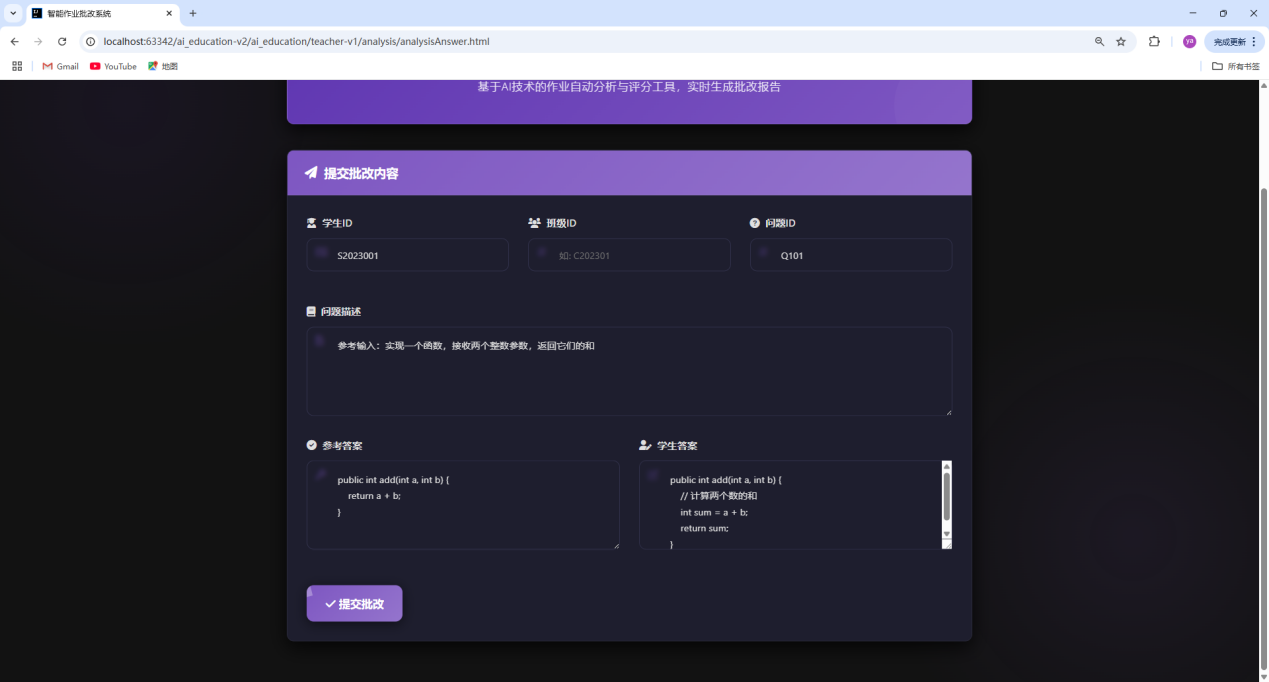 智能作业批改系统
localhost:63342/ai_education-v2/ai_education/teacher-v1/analysis/analysisAnswer.html
ya
完成更新
Gmail
YouTube
地图
所有书签
基于AI技术的作业自动分析与评分工具，实时生成批改报告
提交批改内容
学生ID
班级ID
问题ID
S2023001
如: C202301
Q101
问题描述
参考输入：实现一个函数，接收两个整数参数，返回它们的和
参考答案
学生答案
public int add(int a, int b) {
return a + b;
}
public int add(int a, int b) {
// 计算两个数的和
int sum = a + b;
return sum;
}
提交批改